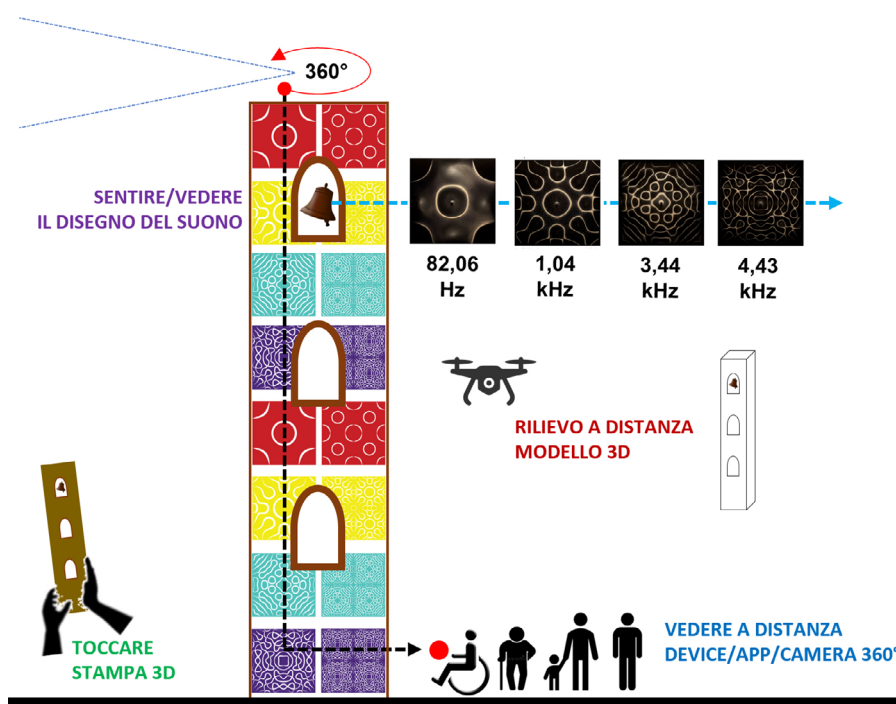 360°
SENTIRE/VEDERE
IL DISEGNO DEL SUONO
82,06
Hz
1,04
kHz
3,44
kHz
4,43
kHz
RILIEVO A DISTANZA
MODELLO 3D
TOCCARE
STAMPA 3D
VEDERE A DISTANZA
DEVICE/APP/CAMERA 360°